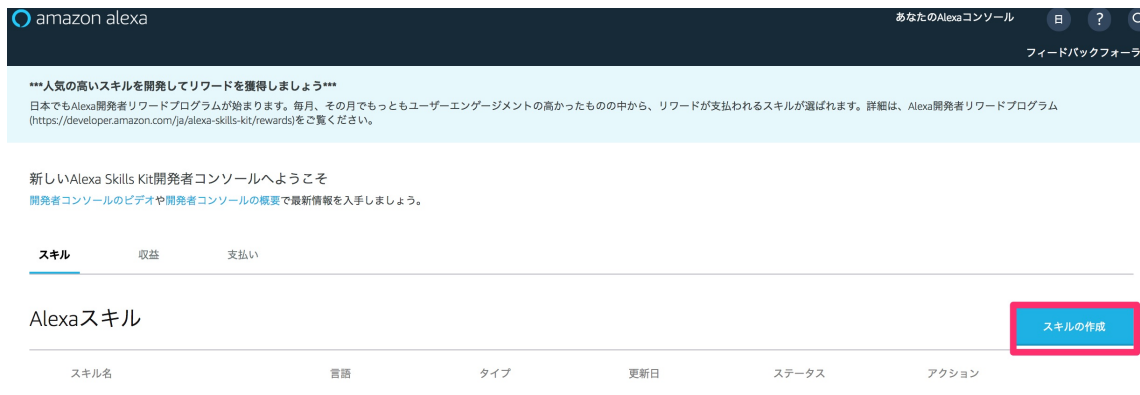 amazon alexa
あなたのAlexaコンソール
日
?
フィードバックフォーラ
***人気の高いスキルを開発してリワードを獲得しましょう***
日本でもAlexa開発者リワードプログラムが始まります。毎月、その月でもっともユーザーエンゲージメントの高かったものの中から、リワードが支払われるスキルが選ばれます。詳細は、Alexa開発者リワードプログラム
(https://developer.amazon.com/ja/alexa-skills-kit/rewards)をご覧ください。
新しいAlexa Skills Kit開発者コンソールへようこそ
開発者コンソールのビデオや開発者コンソールの概要で最新情報を入手しましょう。
スキル 収益 支払い
Alexaスキル
スキルの作成
スキル名 言語 タイプ 更新日 ステータス アクション